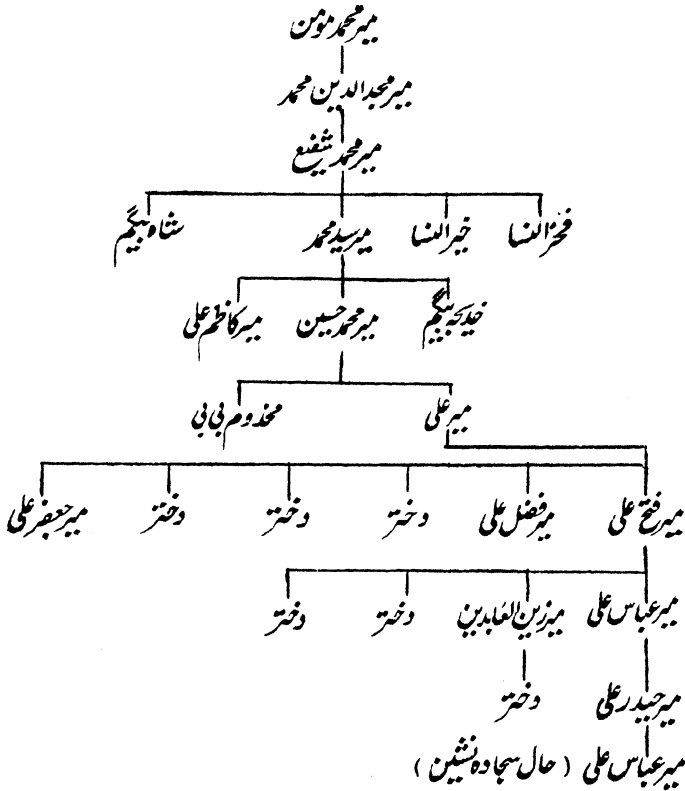 میر محمد مومن
میر مجد الدین محمد
میر محمد شفیع
فخر النسا خیر النسا میر سید محمد شاہ بیگم
خدیجہ بیگم میر محمد حسین میر کاظم علی
میر علی مخدوم بی بی
میر فتح علی میر فضل علی دختر دختر دختر میر جعفر علی
میر عباس علی میر زین العابدین دختر دختر
میر حیدر علی دختر
میر عباس علی ( حال سجادہ نشین )